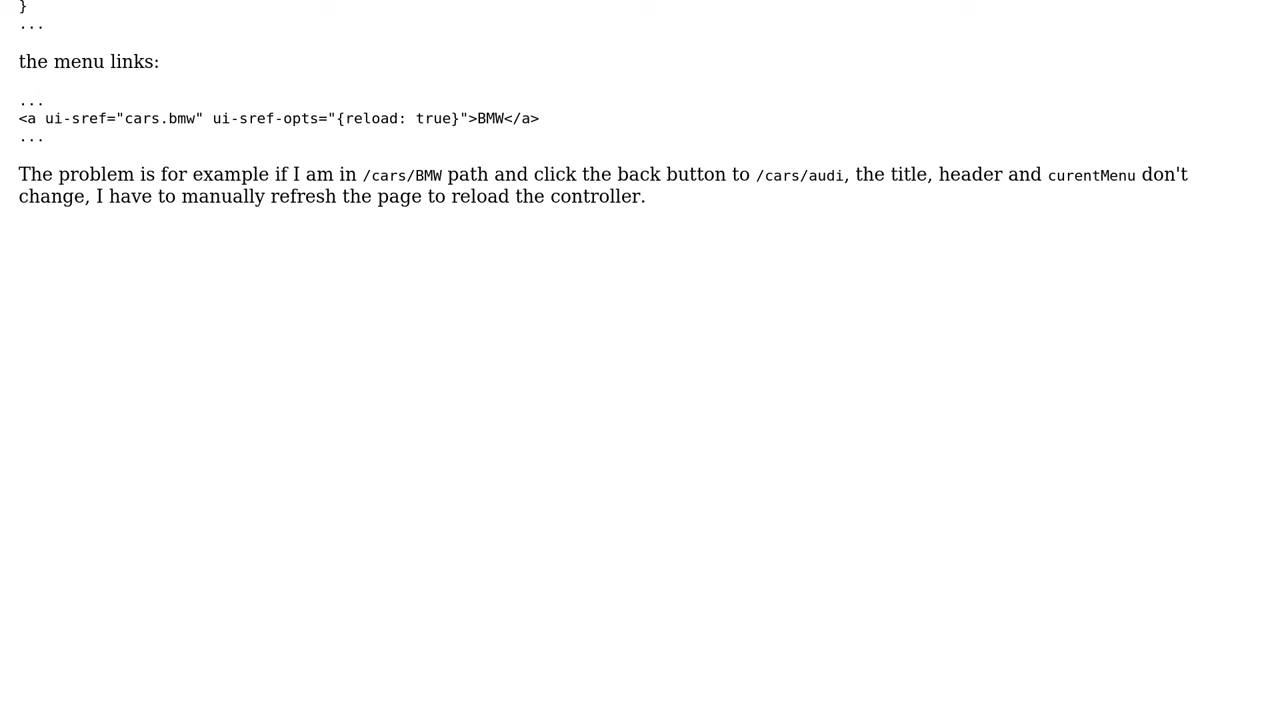 }
...
the menu links:
...
<a ui-sref="cars.bmw" ui-sref-opts="{reload: true}">BMW</a>
...
The problem is for example if I am in /cars/BMW path and click the back button to /cars/audi, the title, header and curentMenu don't
change, I have to manually refresh the page to reload the controller.